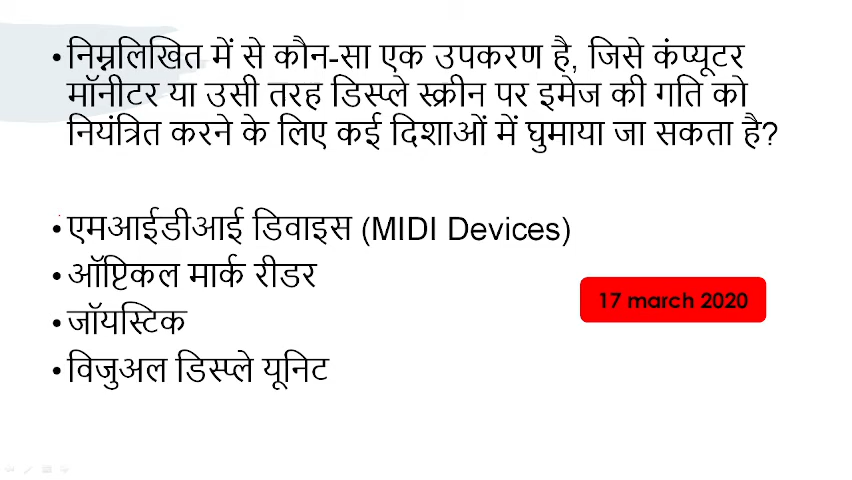 • निम्नलिखित में से कौन-सा एक उपकरण है, जिसे कंप्यूटर
मॉनीटर या उसी तरह डिस्प्ले स्क्रीन पर इमेज की गति को
नियंत्रित करने के लिए कई दिशाओं में घुमाया जा सकता है?
• एमआईडीआई डिवाइस (MIDI Devices)
• ऑप्टिकल मार्क रीडर
• जॉयस्टिक
• विजुअल डिस्प्ले यूनिट
17 march 2020